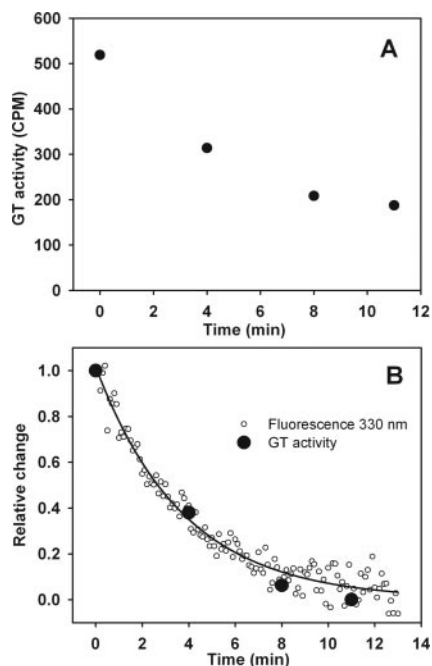 600
A
500
400
300
200
100
0
GT activity (CPM)
0 2 4 6 8 10 12
Time (min)
B
1.0
0.8
0.6
0.4
0.2
0.0
Relative change
Fluorescence 330 nm
GT activity
0 2 4 6 8 10 12 14
Time (min)